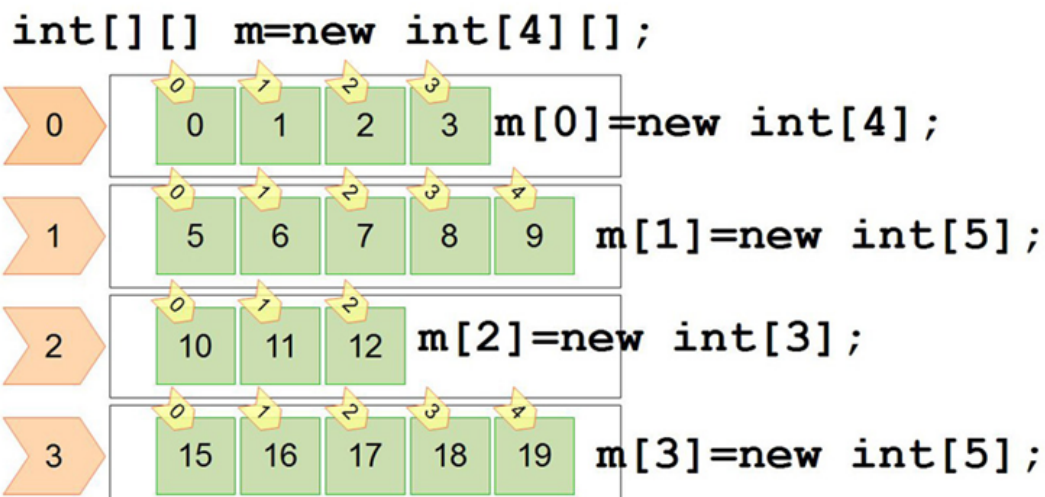 int[][] m=new int[4][];
0 1 2 3
0 0 1 2 3 m[0]=new int[4];
0 1 2 3 4
1 5 6 7 8 9 m[1]=new int[5];
0 1 2
2 10 11 12 m[2]=new int[3];
0 1 2 3 4
3 15 16 17 18 19 m[3]=new int[5];